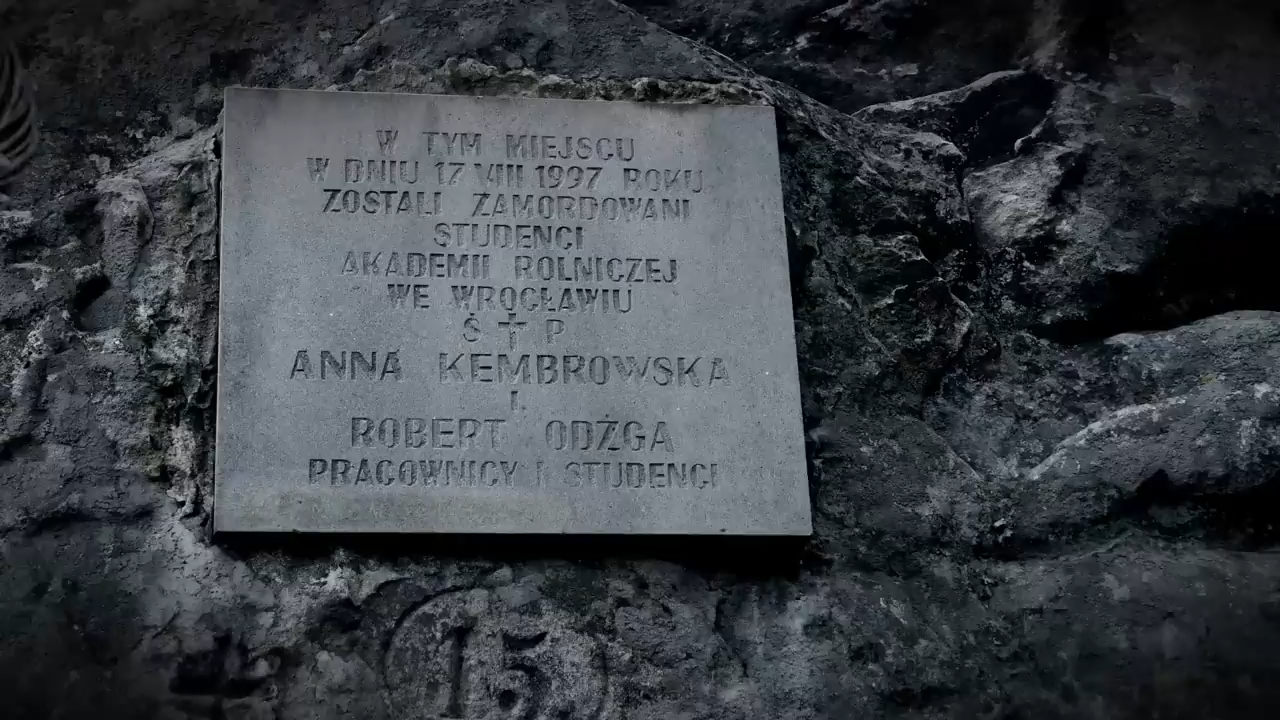 W TYM MIEJSCU
W DNIU 17 VIII 1997 ROKU
ZOSTALI ZAMORDOWANI
STUDENCI
AKADEMII ROLNICZEJ
WE WROCŁAWIU
Ś † P
ANNA KEMBROWSKA
I
ROBERT ODŻGA
PRACOWNICY I STUDENCI
15